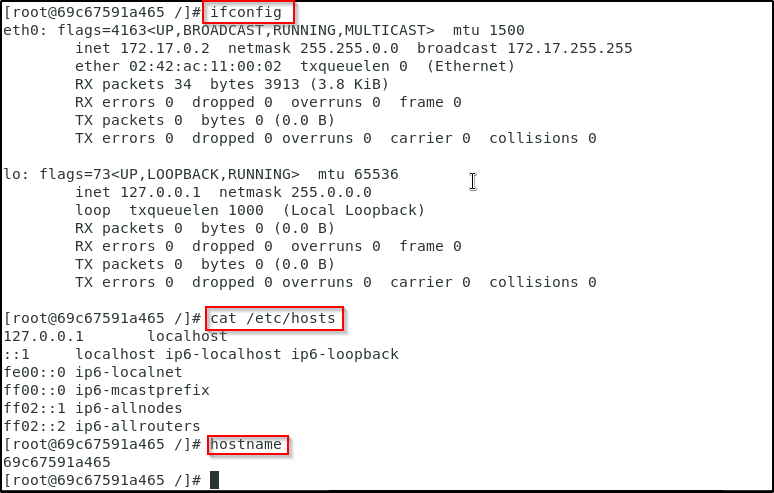 [root@69c67591a465 /]# ifconfig
eth0: flags=4163<UP,BROADCAST,RUNNING,MULTICAST>  mtu 1500
        inet 172.17.0.2  netmask 255.255.0.0  broadcast 172.17.255.255
        ether 02:42:ac:11:00:02  txqueuelen 0  (Ethernet)
        RX packets 34  bytes 3913 (3.8 KiB)
        RX errors 0  dropped 0  overruns 0  frame 0
        TX packets 0  bytes 0 (0.0 B)
        TX errors 0  dropped 0 overruns 0  carrier 0  collisions 0

lo: flags=73<UP,LOOPBACK,RUNNING>  mtu 65536
        inet 127.0.0.1  netmask 255.0.0.0
        loop  txqueuelen 1000  (Local Loopback)
        RX packets 0  bytes 0 (0.0 B)
        RX errors 0  dropped 0  overruns 0  frame 0
        TX packets 0  bytes 0 (0.0 B)
        TX errors 0  dropped 0 overruns 0  carrier 0  collisions 0

[root@69c67591a465 /]# cat /etc/hosts
127.0.0.1       localhost
::1     localhost ip6-localhost ip6-loopback
fe00::0 ip6-localnet
ff00::0 ip6-mcastprefix
ff02::1 ip6-allnodes
ff02::2 ip6-allrouters
[root@69c67591a465 /]# hostname
69c67591a465
[root@69c67591a465 /]#